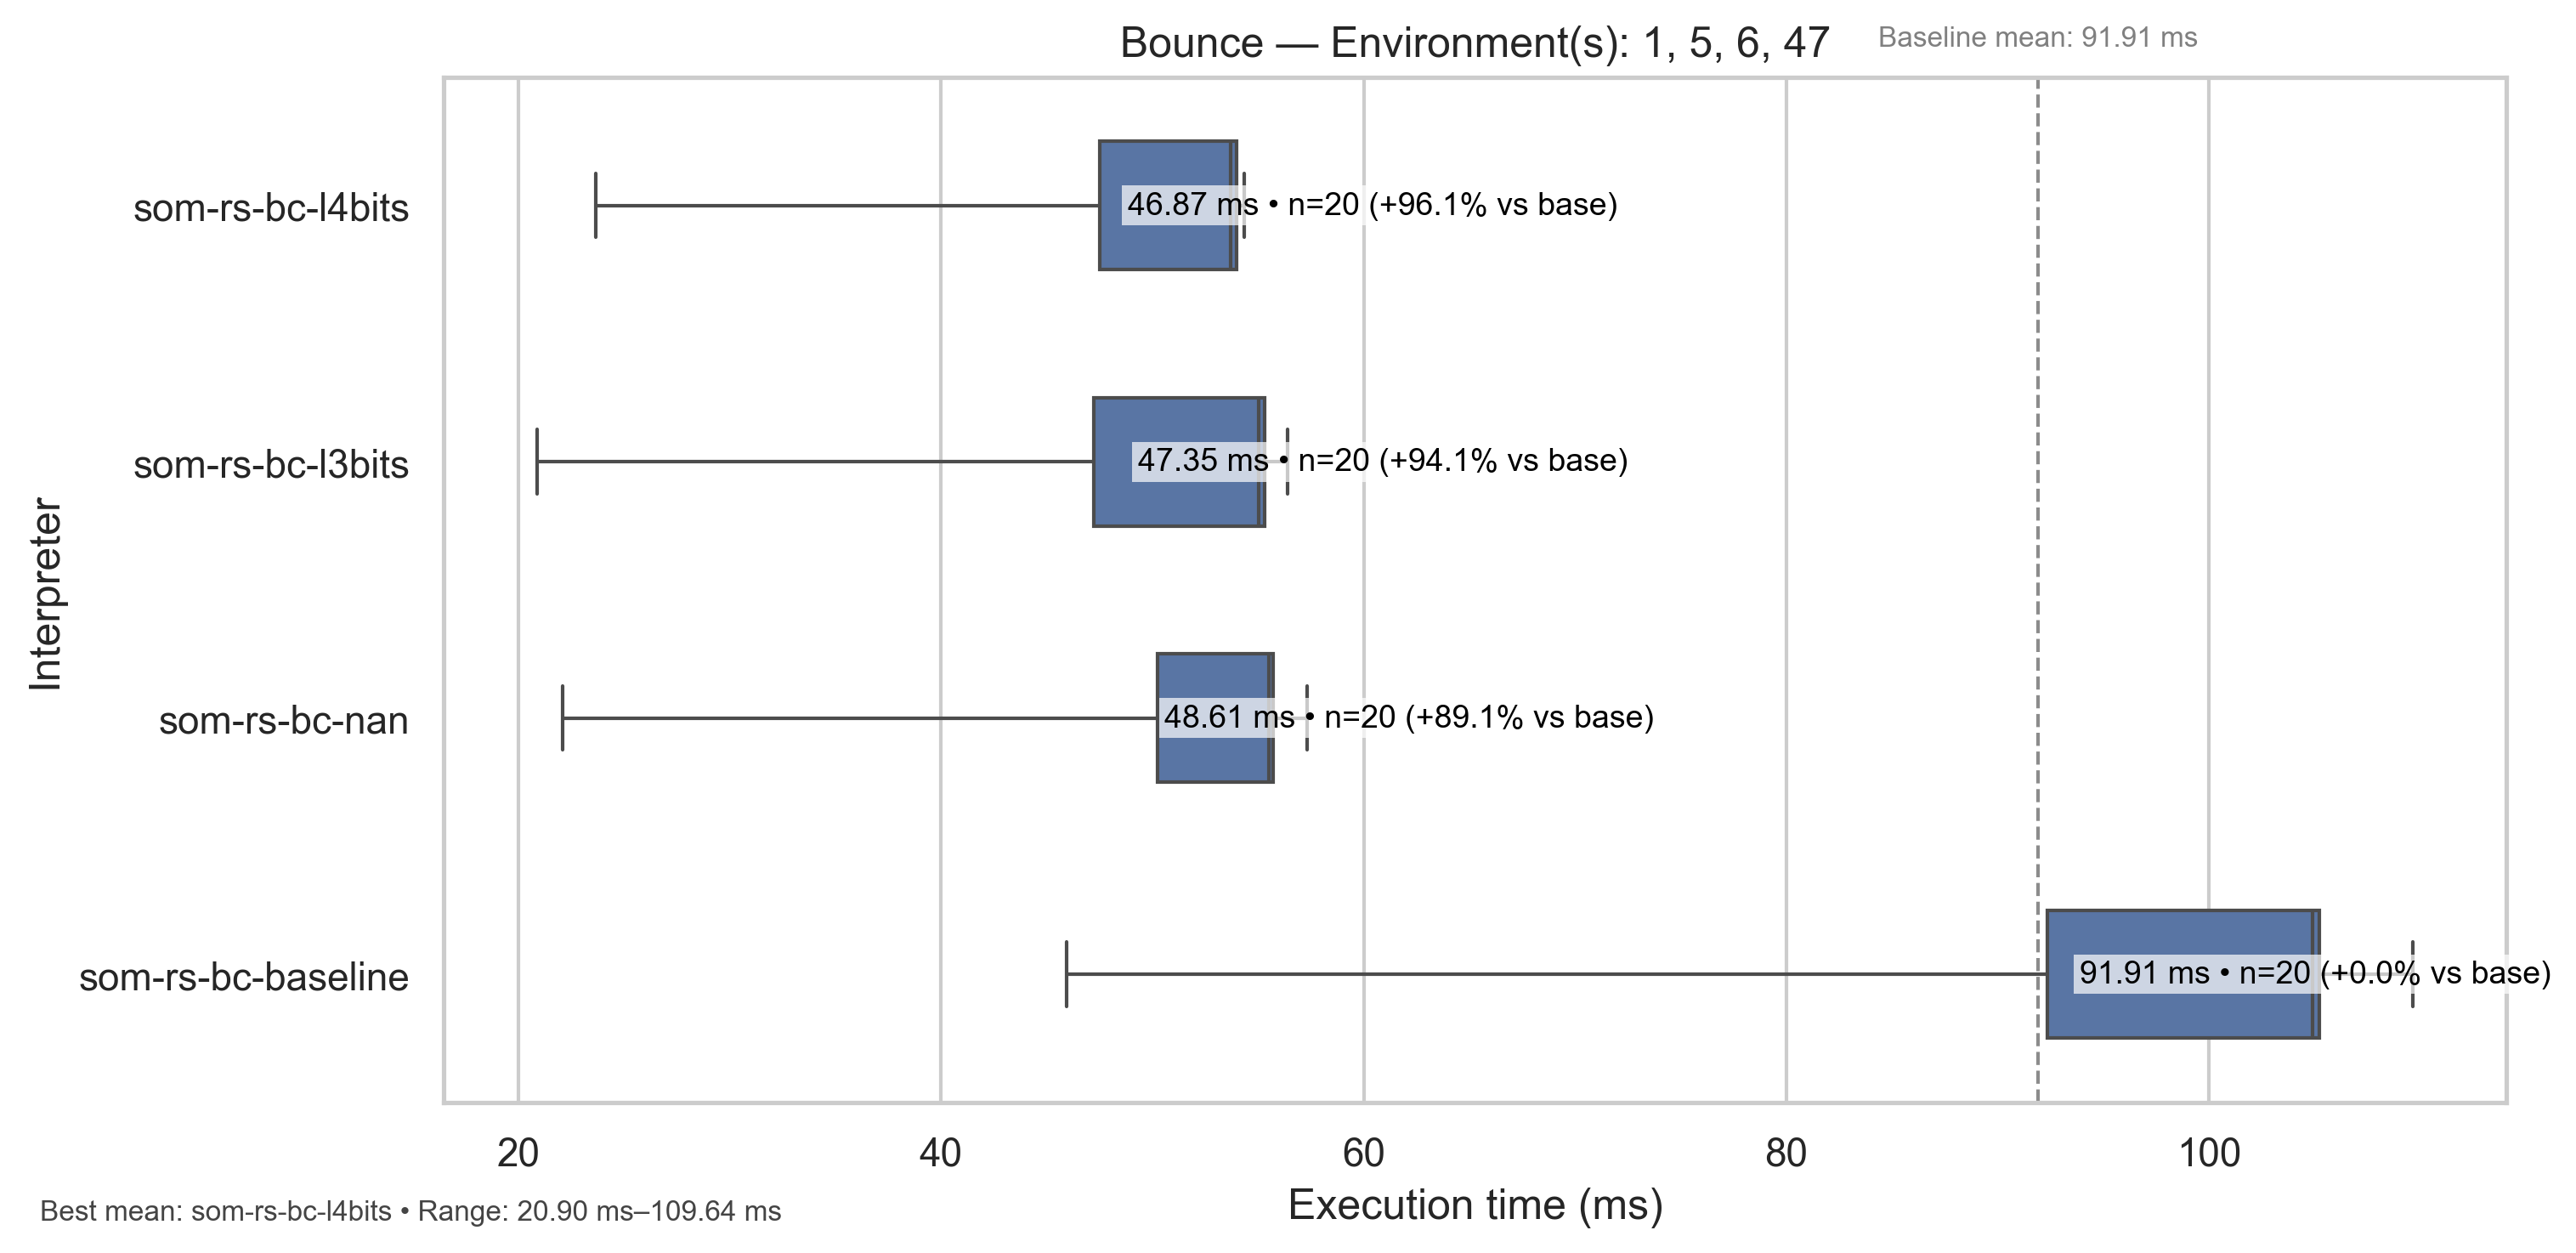 Bounce — Environment(s): 1, 5, 6, 47
Baseline mean: 91.91 ms
som-rs-bc-l4bits
46.87 ms • n=20 (+96.1% vs base)
som-rs-bc-l3bits
47.35 ms • n=20 (+94.1% vs base)
Interpreter
som-rs-bc-nan
48.61 ms • n=20 (+89.1% vs base)
som-rs-bc-baseline
91.91 ms • n=20 (+0.0% vs base)
20 40 60 80 100
Execution time (ms)
Best mean: som-rs-bc-l4bits • Range: 20.90 ms–109.64 ms